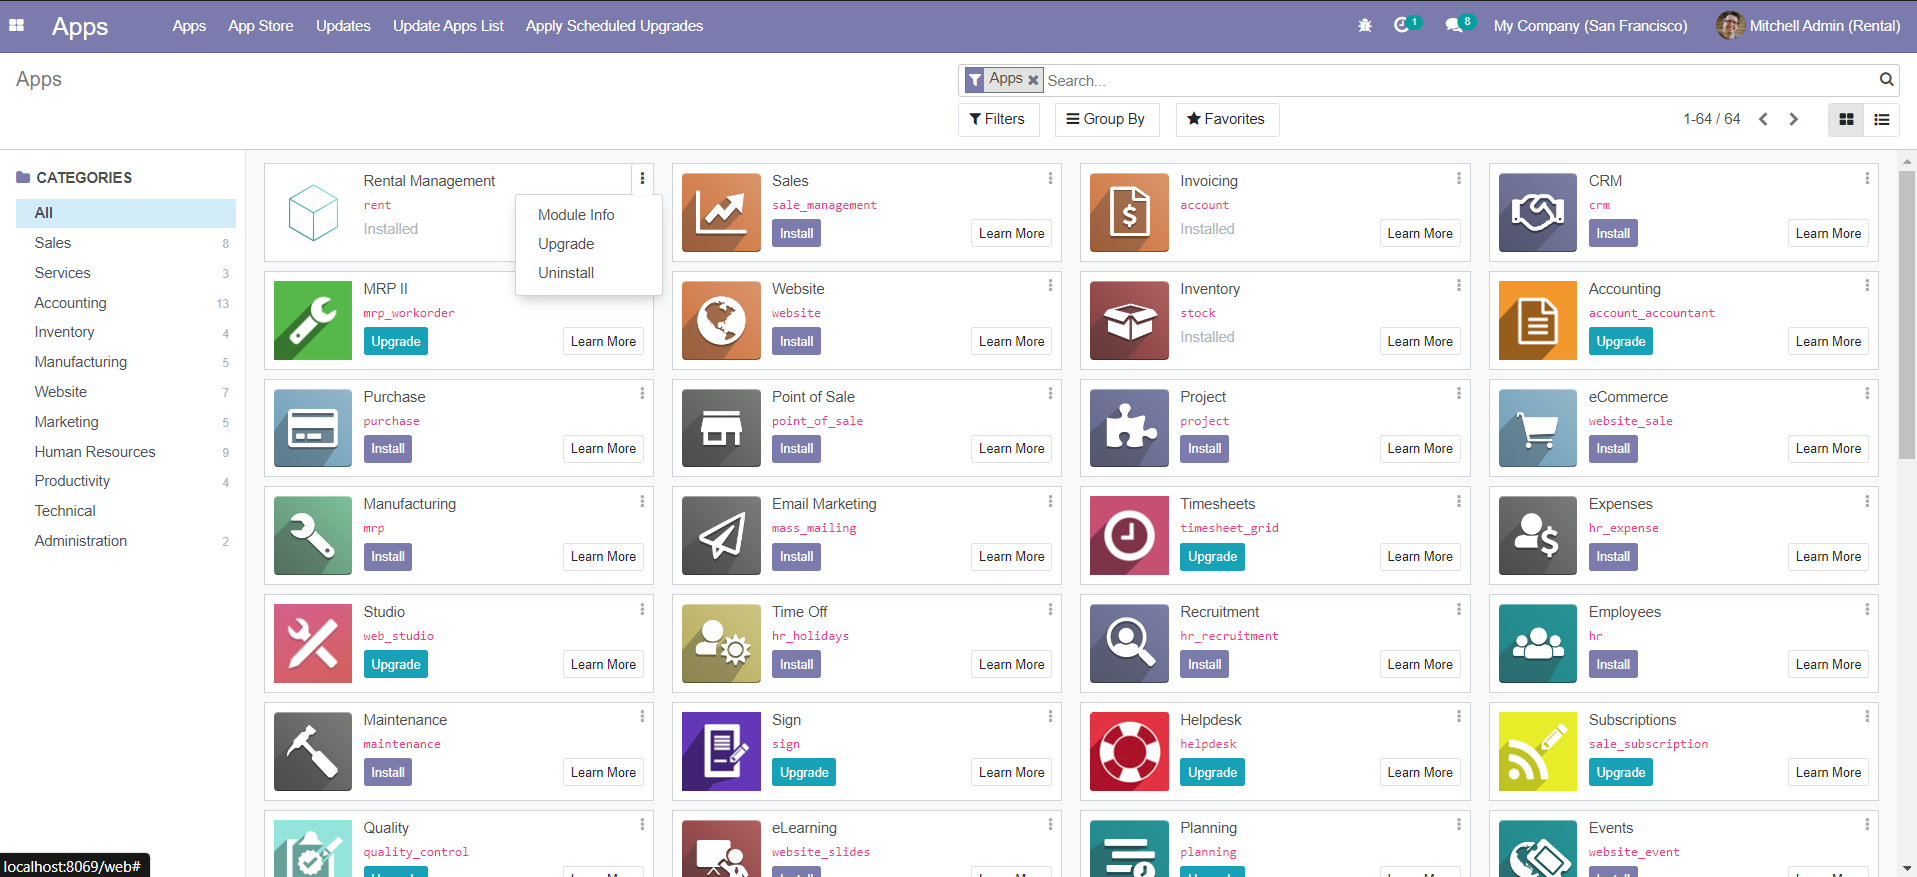 Apps
Apps
App Store
Updates
Update Apps List
Apply Scheduled Upgrades
1
8
My Company (San Francisco)
Mitchell Admin (Rental)
Apps
Apps
Search...
Filters
Group By
Favorites
1-64 / 64
CATEGORIES
All
Sales 8
Services 3
Accounting 13
Inventory 4
Manufacturing 5
Website 7
Marketing 5
Human Resources 9
Productivity 4
Technical
Administration 2
Rental Management
rent
Installed
Module Info
Upgrade
Uninstall
Sales
sale_management
Install
Learn More
Invoicing
account
Installed
Learn More
CRM
crm
Install
Learn More
MRP II
mrp_workorder
Upgrade
Learn More
Website
website
Install
Learn More
Inventory
stock
Installed
Learn More
Accounting
account_accountant
Upgrade
Learn More
Purchase
purchase
Install
Learn More
Point of Sale
point_of_sale
Install
Learn More
Project
project
Install
Learn More
eCommerce
website_sale
Install
Learn More
Manufacturing
mrp
Install
Learn More
Email Marketing
mass_mailing
Install
Learn More
Timesheets
timesheet_grid
Upgrade
Learn More
Expenses
hr_expense
Install
Learn More
Studio
web_studio
Upgrade
Learn More
Time Off
hr_holidays
Install
Learn More
Recruitment
hr_recruitment
Install
Learn More
Employees
hr
Install
Learn More
Maintenance
maintenance
Install
Learn More
Sign
sign
Upgrade
Learn More
Helpdesk
helpdesk
Upgrade
Learn More
Subscriptions
sale_subscription
Upgrade
Learn More
Quality
quality_control
eLearning
website_slides
Planning
planning
Events
website_event
localhost:8069/web#